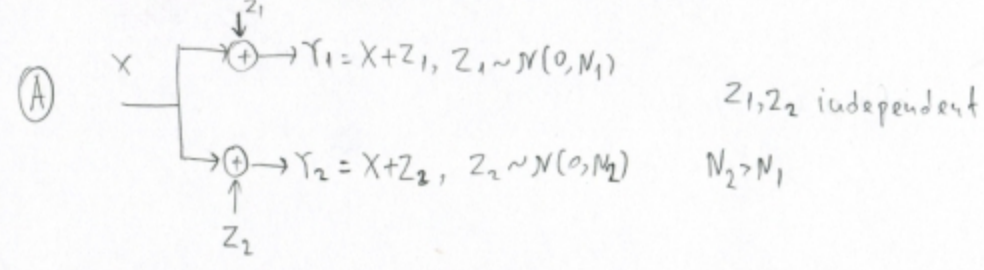 Z1
X
Y1 = X+Z1, Z1 ~ N(0,N1)
A
Z1,Z2 independent
Y2 = X+Z2, Z2 ~ N(0,N2) N2>N1
Z2